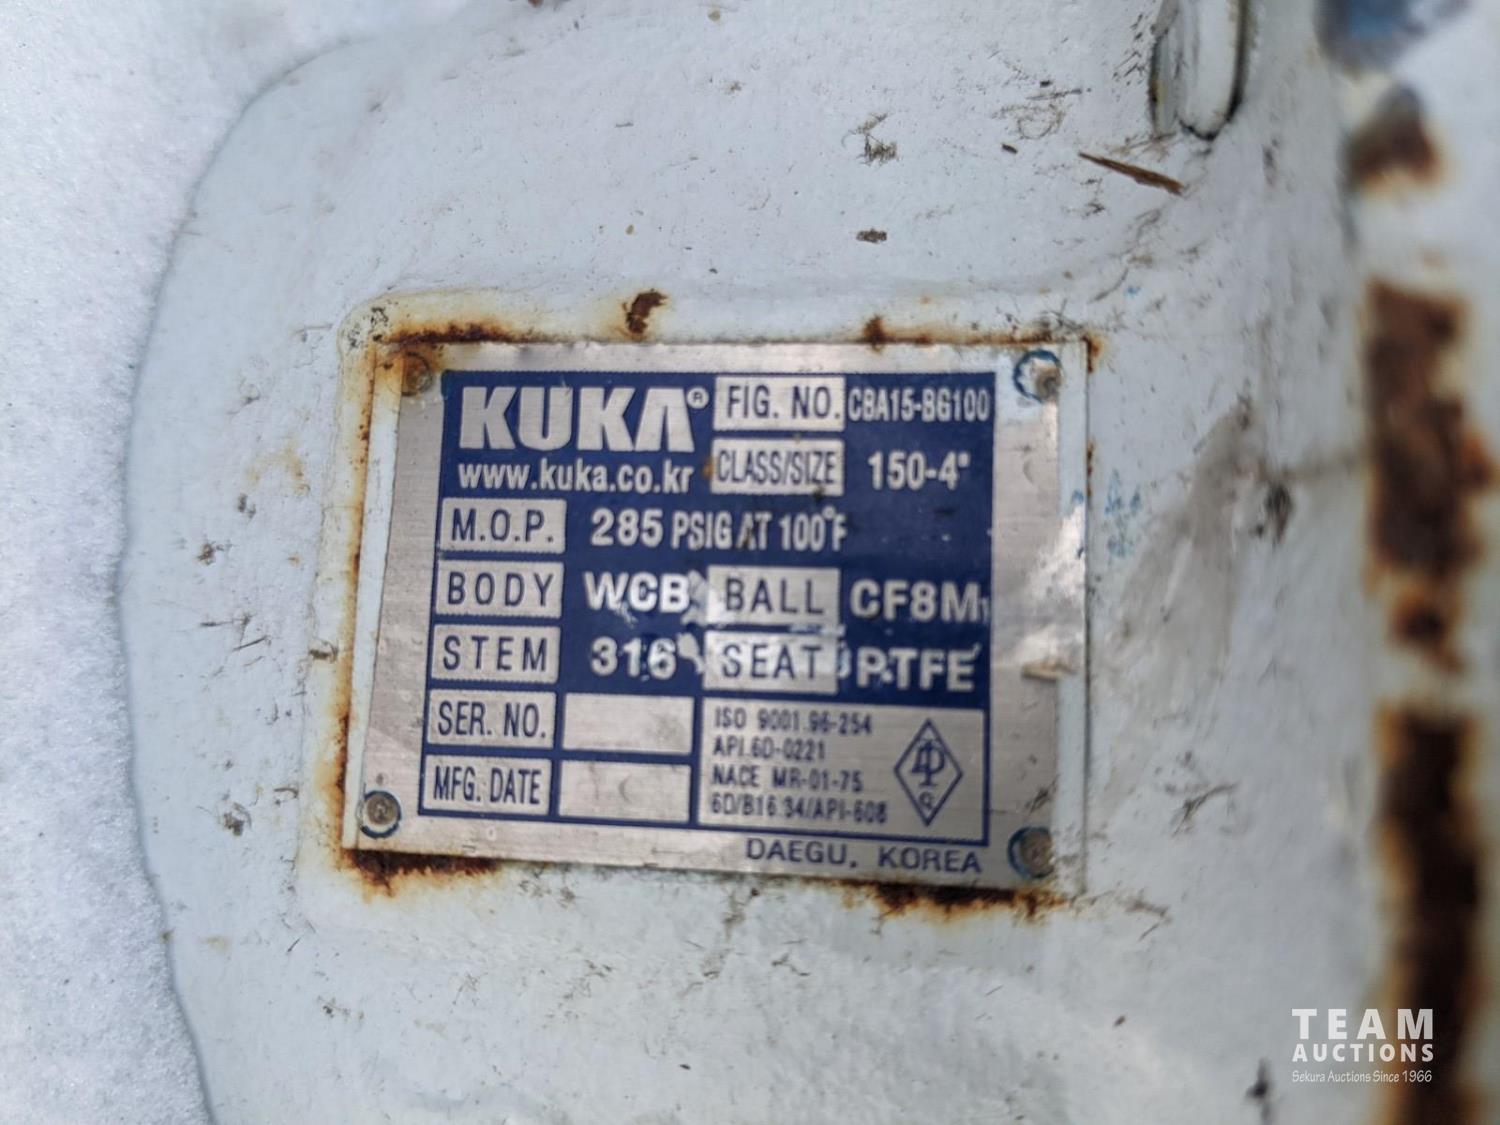 KUKA® FIG. NO. CBA15-BG100
www.kuka.co.kr CLASS/SIZE 150-4"
M.O.P. 285 PSIG AT 100°F
BODY WCB BALL CF8M
STEM 316 SEAT PTFE
SER. NO.
MFG. DATE
ISO 9001.96-254
API.6D-0221
NACE MR-01-75
6D/B16.34/API-608
DAEGU, KOREA
TEAM
AUCTIONS
Sekura Auctions Since 1966